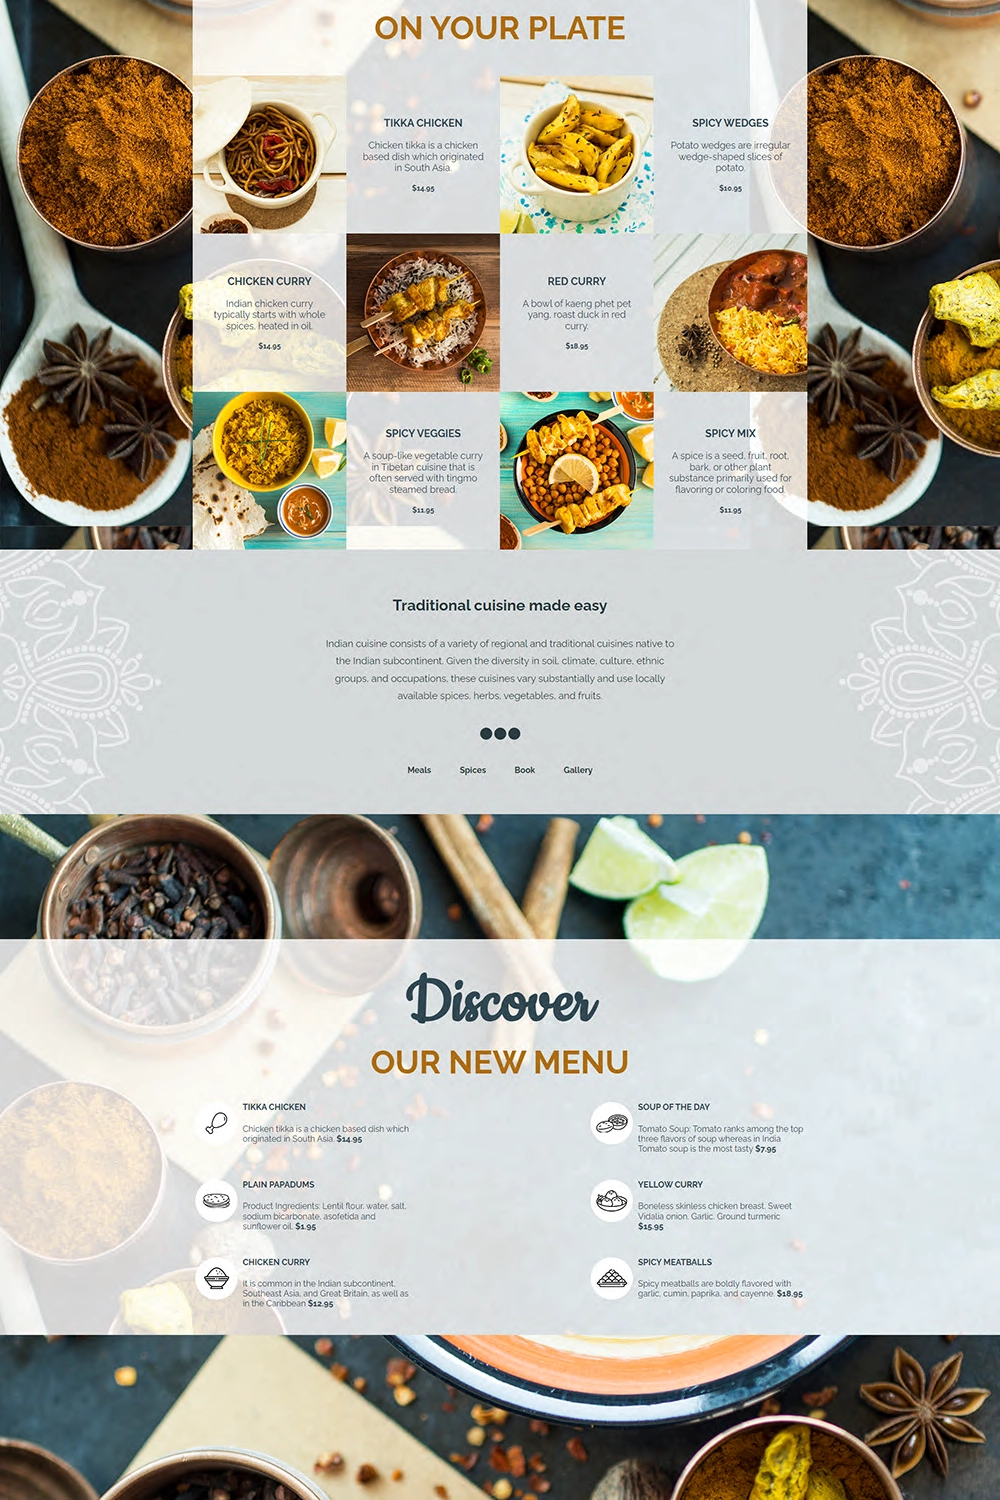 ON YOUR PLATE
TIKKA CHICKEN
Chicken tikka is a chicken
based dish which originated
in South Asia.
$14.95
SPICY WEDGES
Potato wedges are irregular
wedge-shaped slices of
potato.
$10.95
CHICKEN CURRY
Indian chicken curry
typically starts with whole
spices, heated in oil.
$14.95
RED CURRY
A bowl of kaeng phet pet
yang, roast duck in red
curry.
$18.95
SPICY VEGGIES
A soup-like vegetable curry
in Tibetan cuisine that is
often served with tingmo
steamed bread.
$11.95
SPICY MIX
A spice is a seed, fruit, root,
bark, or other plant
substance primarily used for
flavoring or coloring food.
$11.95
Traditional cuisine made easy
Indian cuisine consists of a variety of regional and traditional cuisines native to
the Indian subcontinent. Given the diversity in soil, climate, culture, ethnic
groups, and occupations, these cuisines vary substantially and use locally
available spices, herbs, vegetables, and fruits.
Meals Spices Book Gallery
Discover
OUR NEW MENU
TIKKA CHICKEN
Chicken tikka is a chicken based dish which
originated in South Asia. $14.95
PLAIN PAPADUMS
Product Ingredients: Lentil flour, water, salt,
sodium bicarbonate, asofetida and
sunflower oil. $1.95
CHICKEN CURRY
It is common in the Indian subcontinent,
Southeast Asia, and Great Britain, as well as
in the Caribbean $12.95
SOUP OF THE DAY
Tomato Soup: Tomato ranks among the top
three flavors of soup whereas in India
Tomato soup is the most tasty $7.95
YELLOW CURRY
Boneless skinless chicken breast. Sweet
Vidalia onion. Garlic. Ground turmeric
$15.95
SPICY MEATBALLS
Spicy meatballs are boldly flavored with
garlic, cumin, paprika, and cayenne. $18.95